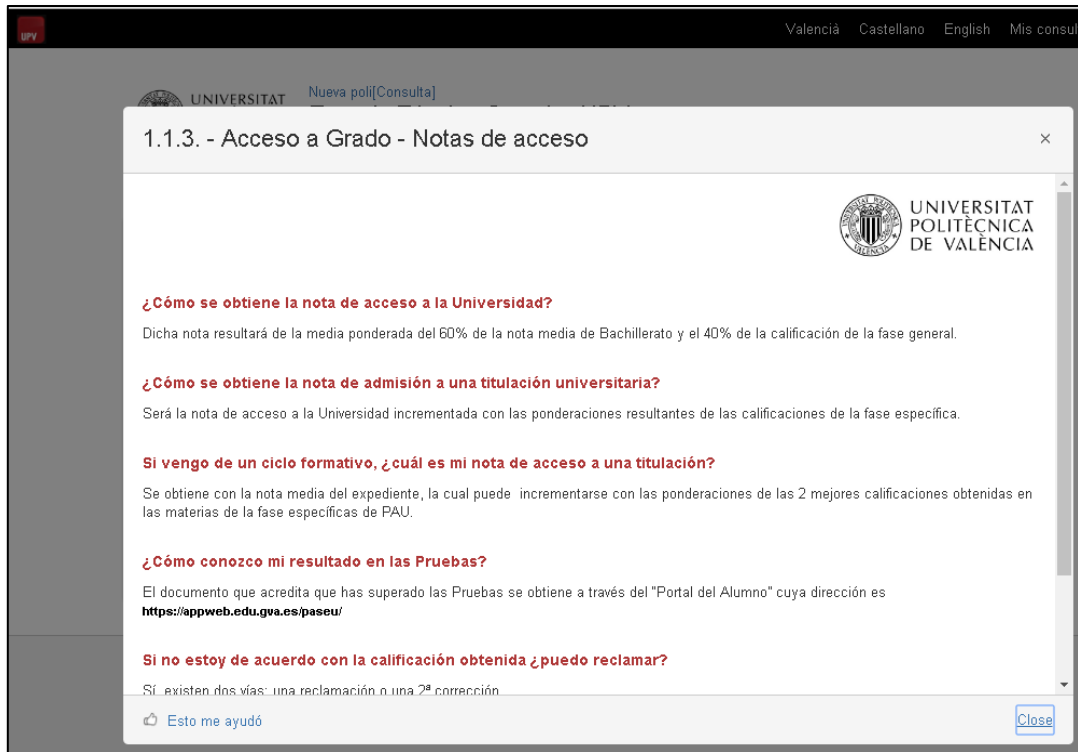 UPV
Valencià Castellano English Mis consul
UNIVERSITAT
Nueva poli[Consulta]
1.1.3. - Acceso a Grado - Notas de acceso
×
UNIVERSITAT
POLITÈCNICA
DE VALÈNCIA
¿Cómo se obtiene la nota de acceso a la Universidad?
Dicha nota resultará de la media ponderada del 60% de la nota media de Bachillerato y el 40% de la calificación de la fase general.
¿Cómo se obtiene la nota de admisión a una titulación universitaria?
Será la nota de acceso a la Universidad incrementada con las ponderaciones resultantes de las calificaciones de la fase específica.
Si vengo de un ciclo formativo, ¿cuál es mi nota de acceso a una titulación?
Se obtiene con la nota media del expediente, la cual puede incrementarse con las ponderaciones de las 2 mejores calificaciones obtenidas en
las materias de la fase específicas de PAU.
¿Cómo conozco mi resultado en las Pruebas?
El documento que acredita que has superado las Pruebas se obtiene a través del "Portal del Alumno" cuya dirección es
https://appweb.edu.gva.es/paseu/
Si no estoy de acuerdo con la calificación obtenida ¿puedo reclamar?
Sí, existen dos vías: una reclamación o una 2ª corrección
Esto me ayudó
Close